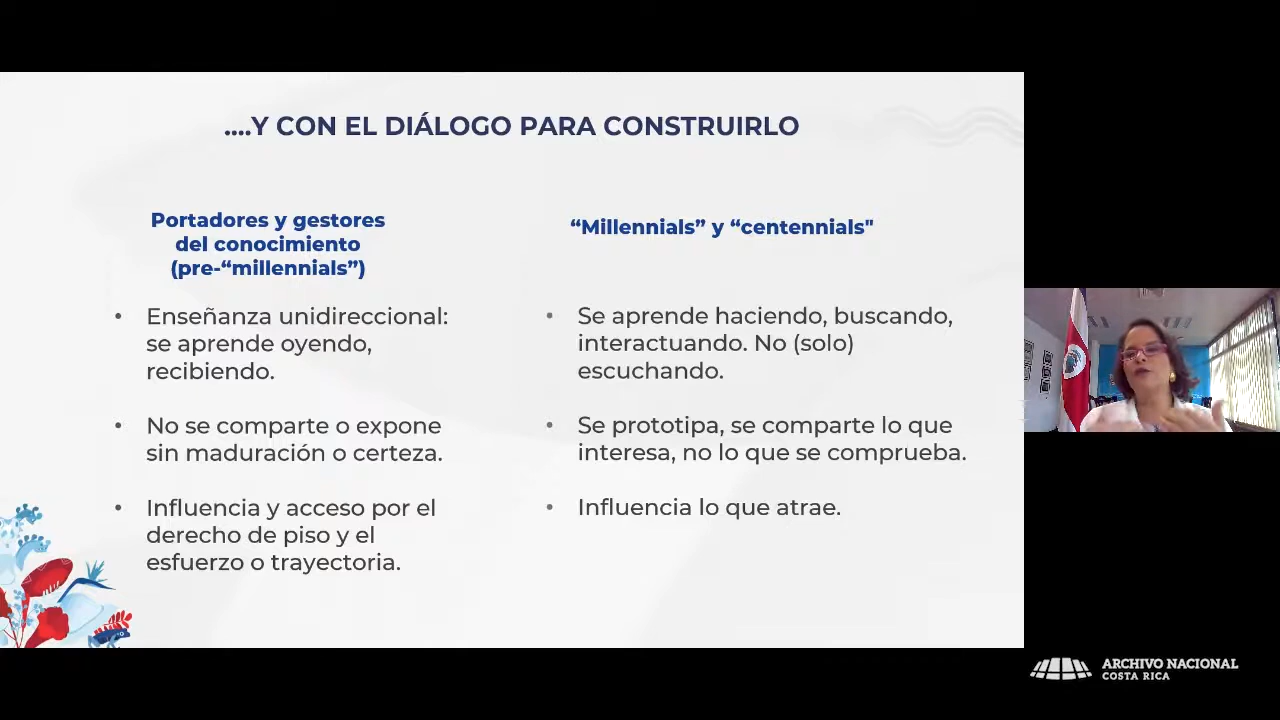 ....Y CON EL DIÁLOGO PARA CONSTRUIRLO
Portadores y gestores
del conocimiento
(pre-“millennials”)
• Enseñanza unidireccional:
se aprende oyendo,
recibiendo.
• No se comparte o expone
sin maduración o certeza.
• Influencia y acceso por el
derecho de piso y el
esfuerzo o trayectoria.
“Millennials” y “centennials"
• Se aprende haciendo, buscando,
interactuando. No (solo)
escuchando.
• Se prototipa, se comparte lo que
interesa, no lo que se comprueba.
• Influencia lo que atrae.
ARCHIVO NACIONAL
COSTA RICA